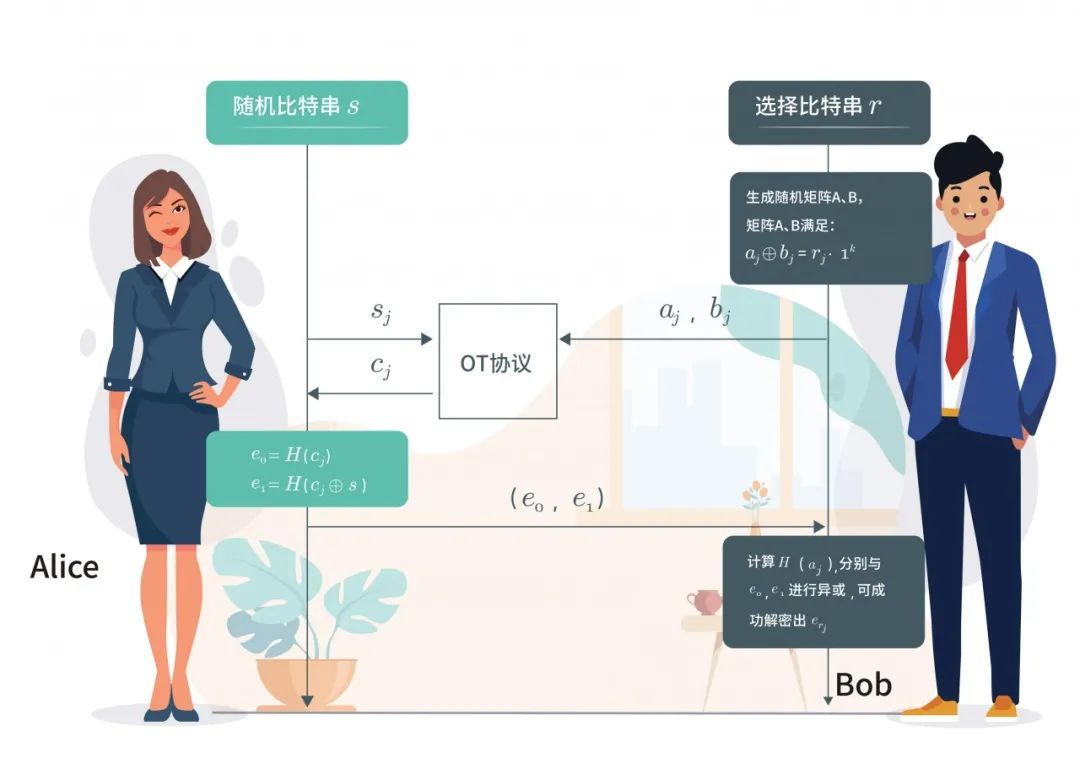 随机比特串 s
选择比特串 r
生成随机矩阵A、B,
矩阵A、B满足:
a_j⊕b_j = r_j· 1^k
s_j
a_j , b_j
OT协议
c_j
e_0 = H(c_j)
e_1 = H(c_j ⊕ s)
(e_0 , e_1)
Alice
计算 H (a_j),分别与
e_0,e_1 进行异或,可成
功解密出 e_{r_j}
Bob